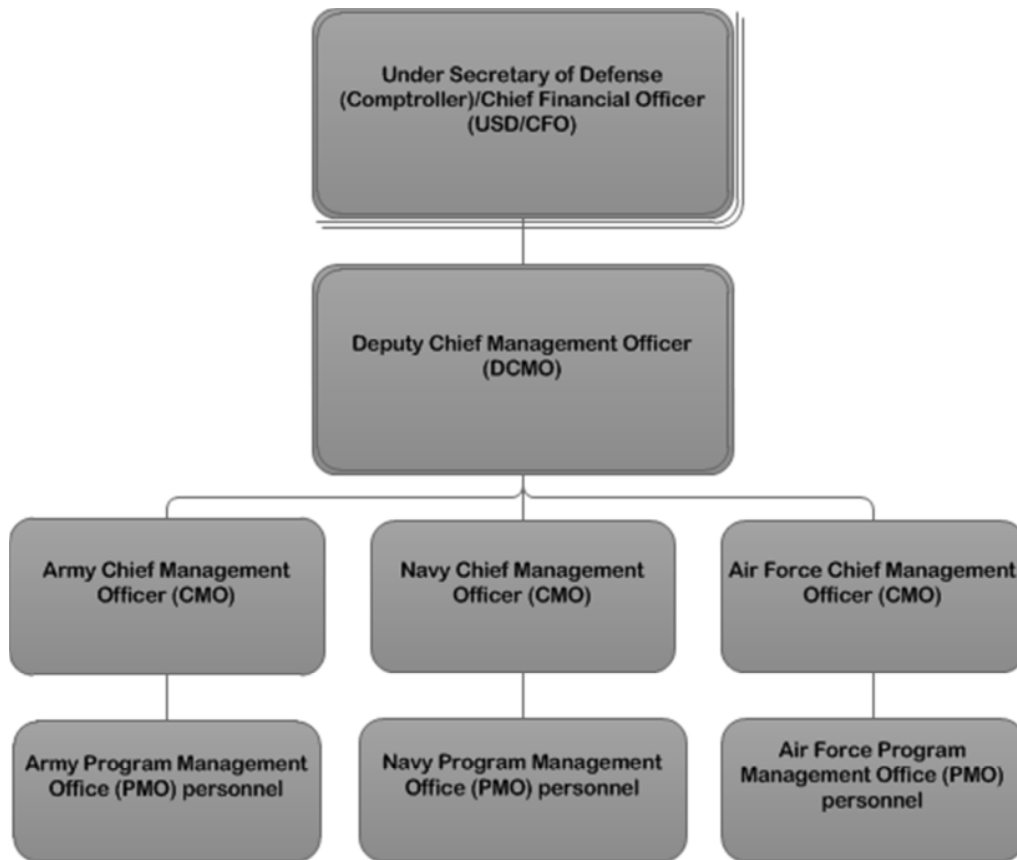 Under Secretary of Defense
(Comptroller)/Chief Financial Officer
(USD/CFO)
Deputy Chief Management Officer
(DCMO)
Army Chief Management
Officer (CMO)
Navy Chief Management
Officer (CMO)
Air Force Chief Management
Officer (CMO)
Army Program Management
Office (PMO) personnel
Navy Program Management
Office (PMO) personnel
Air Force Program
Management Office (PMO)
personnel